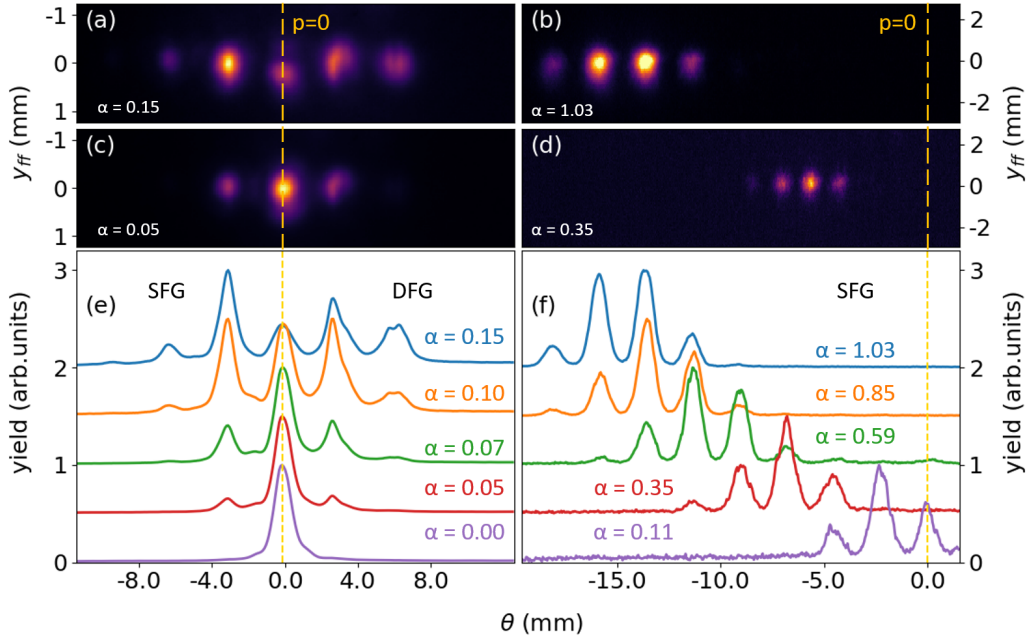 (a)
p=0
α = 0.15
-1
0
1
y_ff (mm)
(b)
p=0
α = 1.03
2
0
-2
y_ff (mm)
(c)
α = 0.05
-1
0
1
(d)
α = 0.35
2
0
-2
(e)
SFG
DFG
α = 0.15
α = 0.10
α = 0.07
α = 0.05
α = 0.00
3
2
1
0
yield (arb.units)
-8.0 -4.0 0.0 4.0 8.0
(f)
SFG
α = 1.03
α = 0.85
α = 0.59
α = 0.35
α = 0.11
3
2
1
0
yield (arb.units)
-15.0 -10.0 -5.0 0.0
θ (mm)